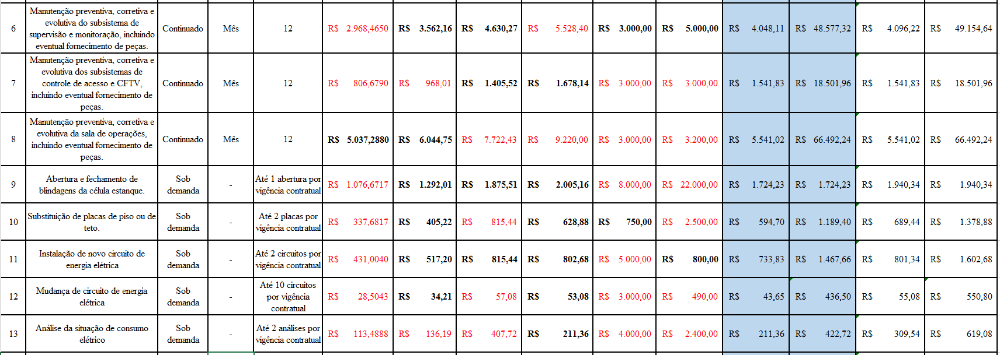 6 Manutenção preventiva, corretiva e evolutiva do subsistema de supervisão e monitoração, incluindo eventual fornecimento de peças. Continuado Mês 12 R$ 2.968,4650 R$ 3.562,16 R$ 4.630,27 R$ 5.528,40 R$ 3.000,00 R$ 5.000,00 R$ 4.048,11 R$ 48.577,32 R$ 4.096,22 R$ 49.154,64
7 Manutenção preventiva, corretiva e evolutiva dos subsistemas de controle de acesso e CFTV, incluindo eventual fornecimento de peças. Continuado Mês 12 R$ 806,6790 R$ 968,01 R$ 1.405,52 R$ 1.678,14 R$ 3.000,00 R$ 3.000,00 R$ 1.541,83 R$ 18.501,96 R$ 1.541,83 R$ 18.501,96
8 Manutenção preventiva, corretiva e evolutiva da sala de operações, incluindo eventual fornecimento de peças. Continuado Mês 12 R$ 5.037,2880 R$ 6.044,75 R$ 7.722,43 R$ 9.220,00 R$ 3.000,00 R$ 3.200,00 R$ 5.541,02 R$ 66.492,24 R$ 5.541,02 R$ 66.492,24
9 Abertura e fechamento de blindagens da célula estanque. Sob demanda - Até 1 abertura por vigência contratual R$ 1.076,6717 R$ 1.292,01 R$ 1.875,51 R$ 2.005,16 R$ 8.000,00 R$ 22.000,00 R$ 1.724,23 R$ 1.724,23 R$ 1.940,34 R$ 1.940,34
10 Substituição de placas de piso ou de teto. Sob demanda - Até 2 placas por vigência contratual R$ 337,6817 R$ 405,22 R$ 815,44 R$ 628,88 R$ 750,00 R$ 2.500,00 R$ 594,70 R$ 1.189,40 R$ 689,44 R$ 1.378,88
11 Instalação de novo circuito de energia elétrica Sob demanda - Até 2 circuitos por vigência contratual R$ 431,0040 R$ 517,20 R$ 815,44 R$ 802,68 R$ 5.000,00 R$ 800,00 R$ 733,83 R$ 1.467,66 R$ 801,34 R$ 1.602,68
12 Mudança de circuito de energia elétrica Sob demanda - Até 10 circuitos por vigência contratual R$ 28,5043 R$ 34,21 R$ 57,08 R$ 53,08 R$ 3.000,00 R$ 490,00 R$ 43,65 R$ 436,50 R$ 55,08 R$ 550,80
13 Análise da situação de consumo elétrico Sob demanda - Até 2 análises por vigência contratual R$ 113,4888 R$ 136,19 R$ 407,72 R$ 211,36 R$ 4.000,00 R$ 2.400,00 R$ 211,36 R$ 422,72 R$ 309,54 R$ 619,08